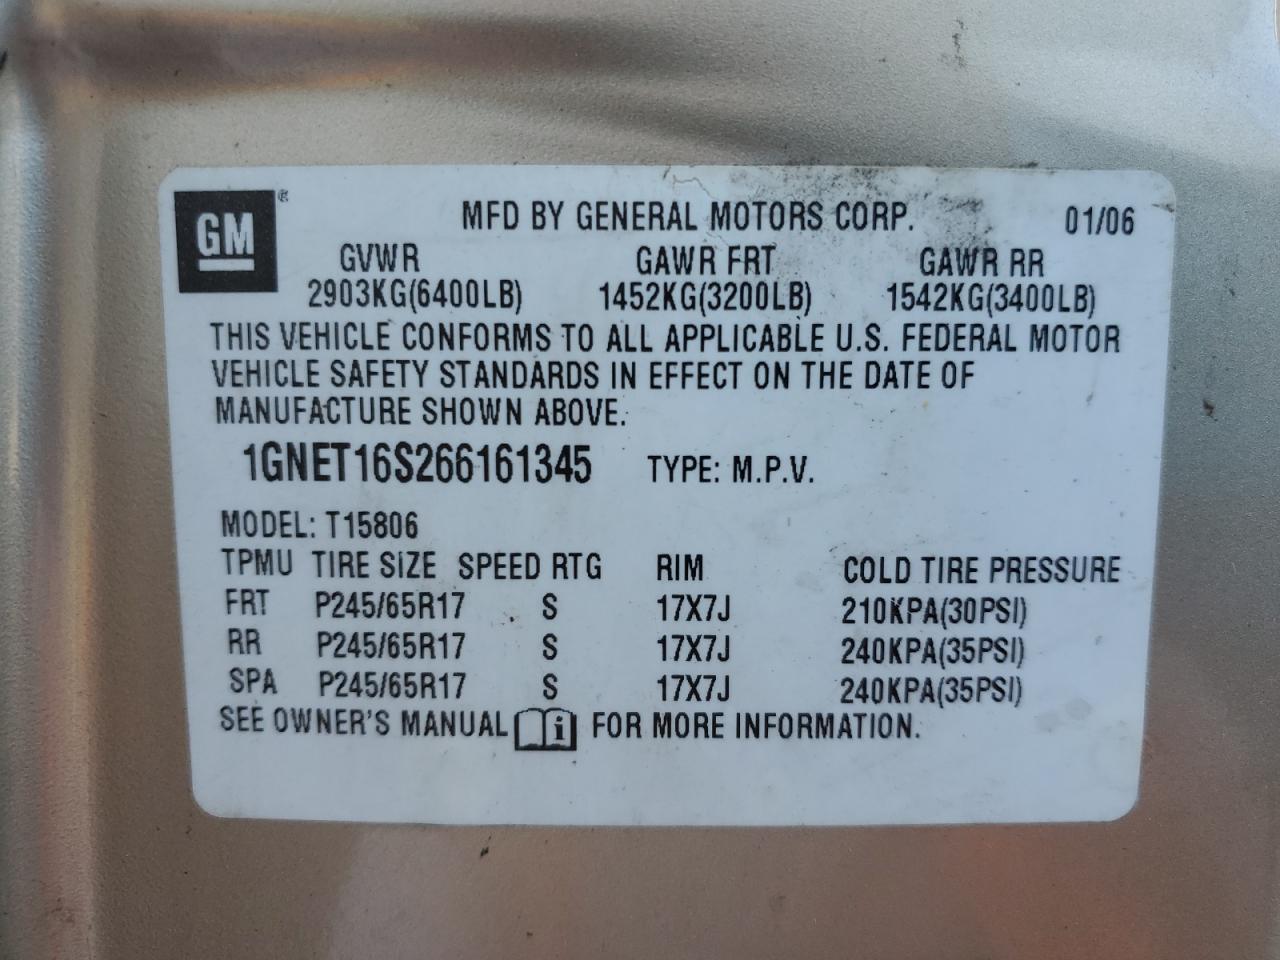 GM®
MFD BY GENERAL MOTORS CORP. 01/06
GVWR GAWR FRT GAWR RR
2903KG(6400LB) 1452KG(3200LB) 1542KG(3400LB)
THIS VEHICLE CONFORMS TO ALL APPLICABLE U.S. FEDERAL MOTOR
VEHICLE SAFETY STANDARDS IN EFFECT ON THE DATE OF
MANUFACTURE SHOWN ABOVE.
1GNET16S266161345 TYPE: M.P.V.
MODEL: T15806
TPMU TIRE SIZE SPEED RTG RIM COLD TIRE PRESSURE
FRT P245/65R17 S 17X7J 210KPA(30PSI)
RR P245/65R17 S 17X7J 240KPA(35PSI)
SPA P245/65R17 S 17X7J 240KPA(35PSI)
SEE OWNER'S MANUAL i FOR MORE INFORMATION.